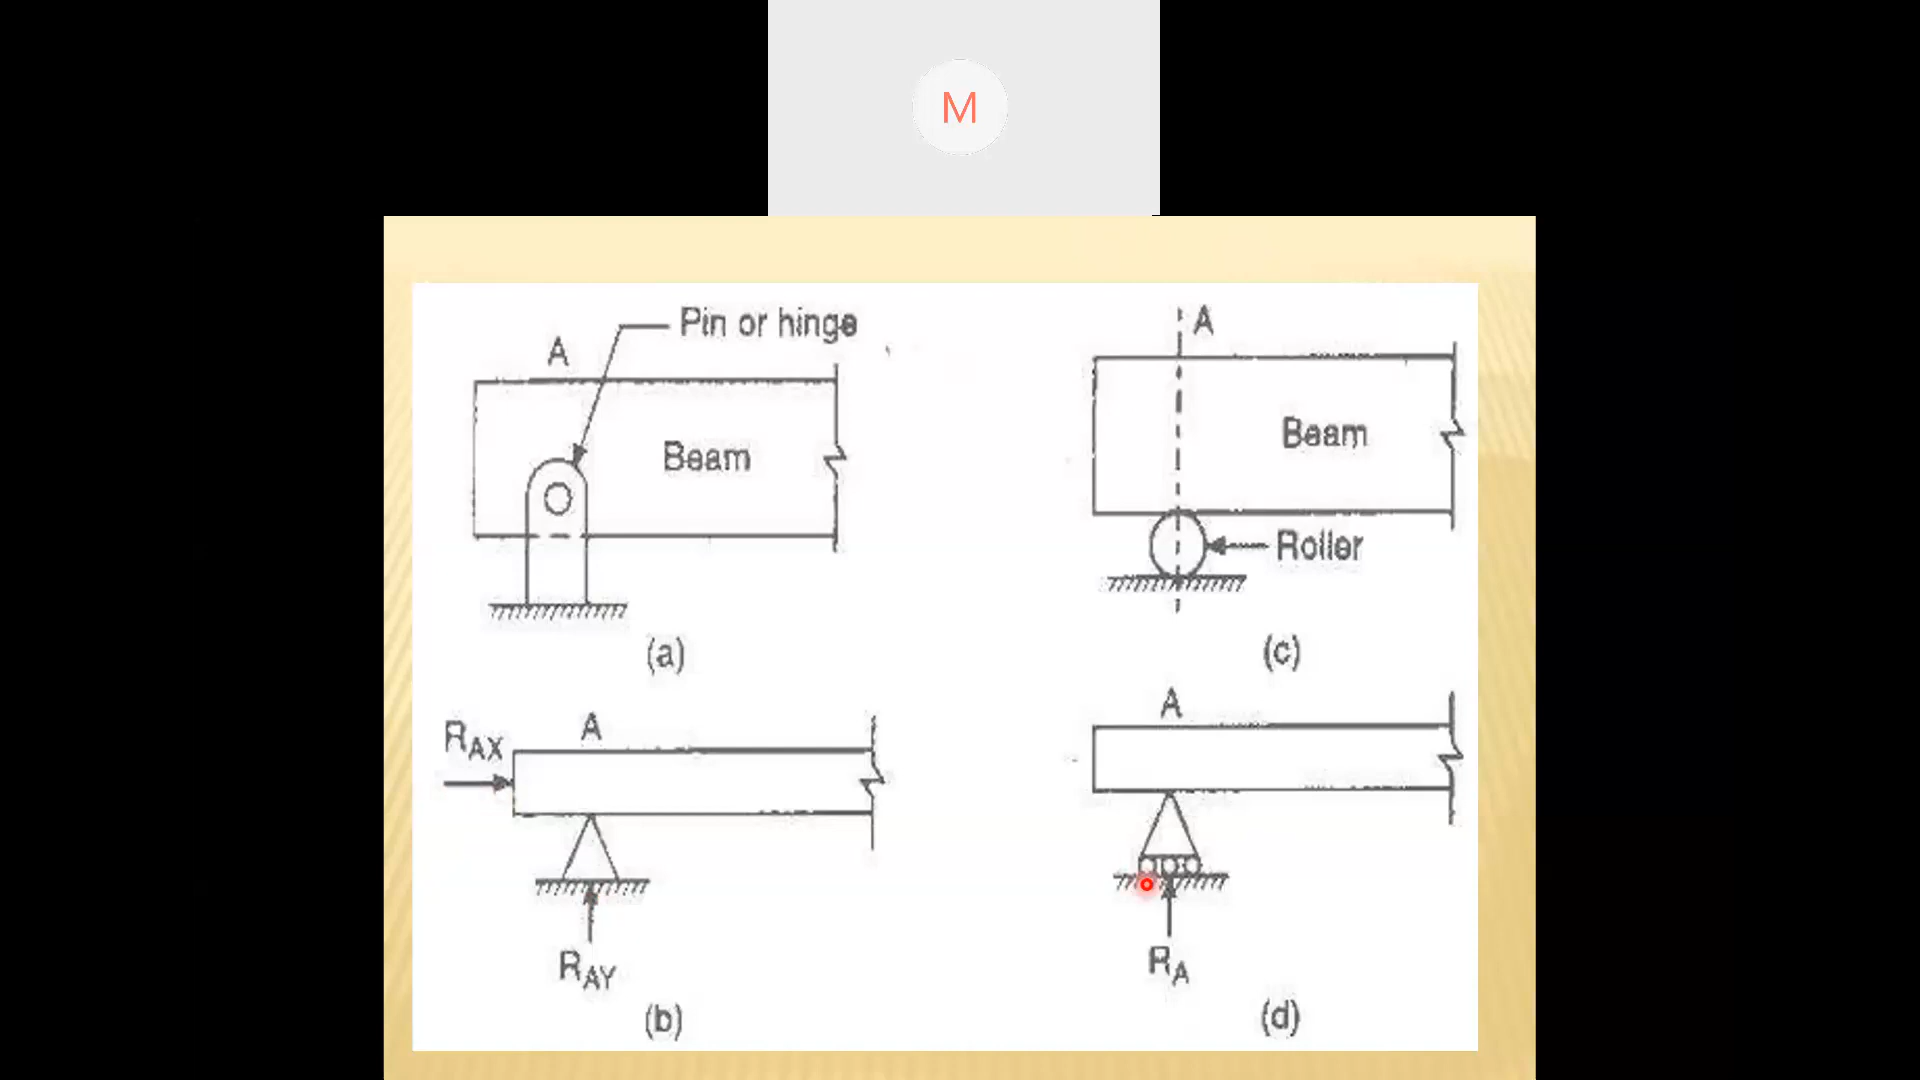 M
Pin or hinge
A
Beam
(a)
A
Beam
Roller
(c)
RAX
A
RAY
(b)
A
RA
(d)